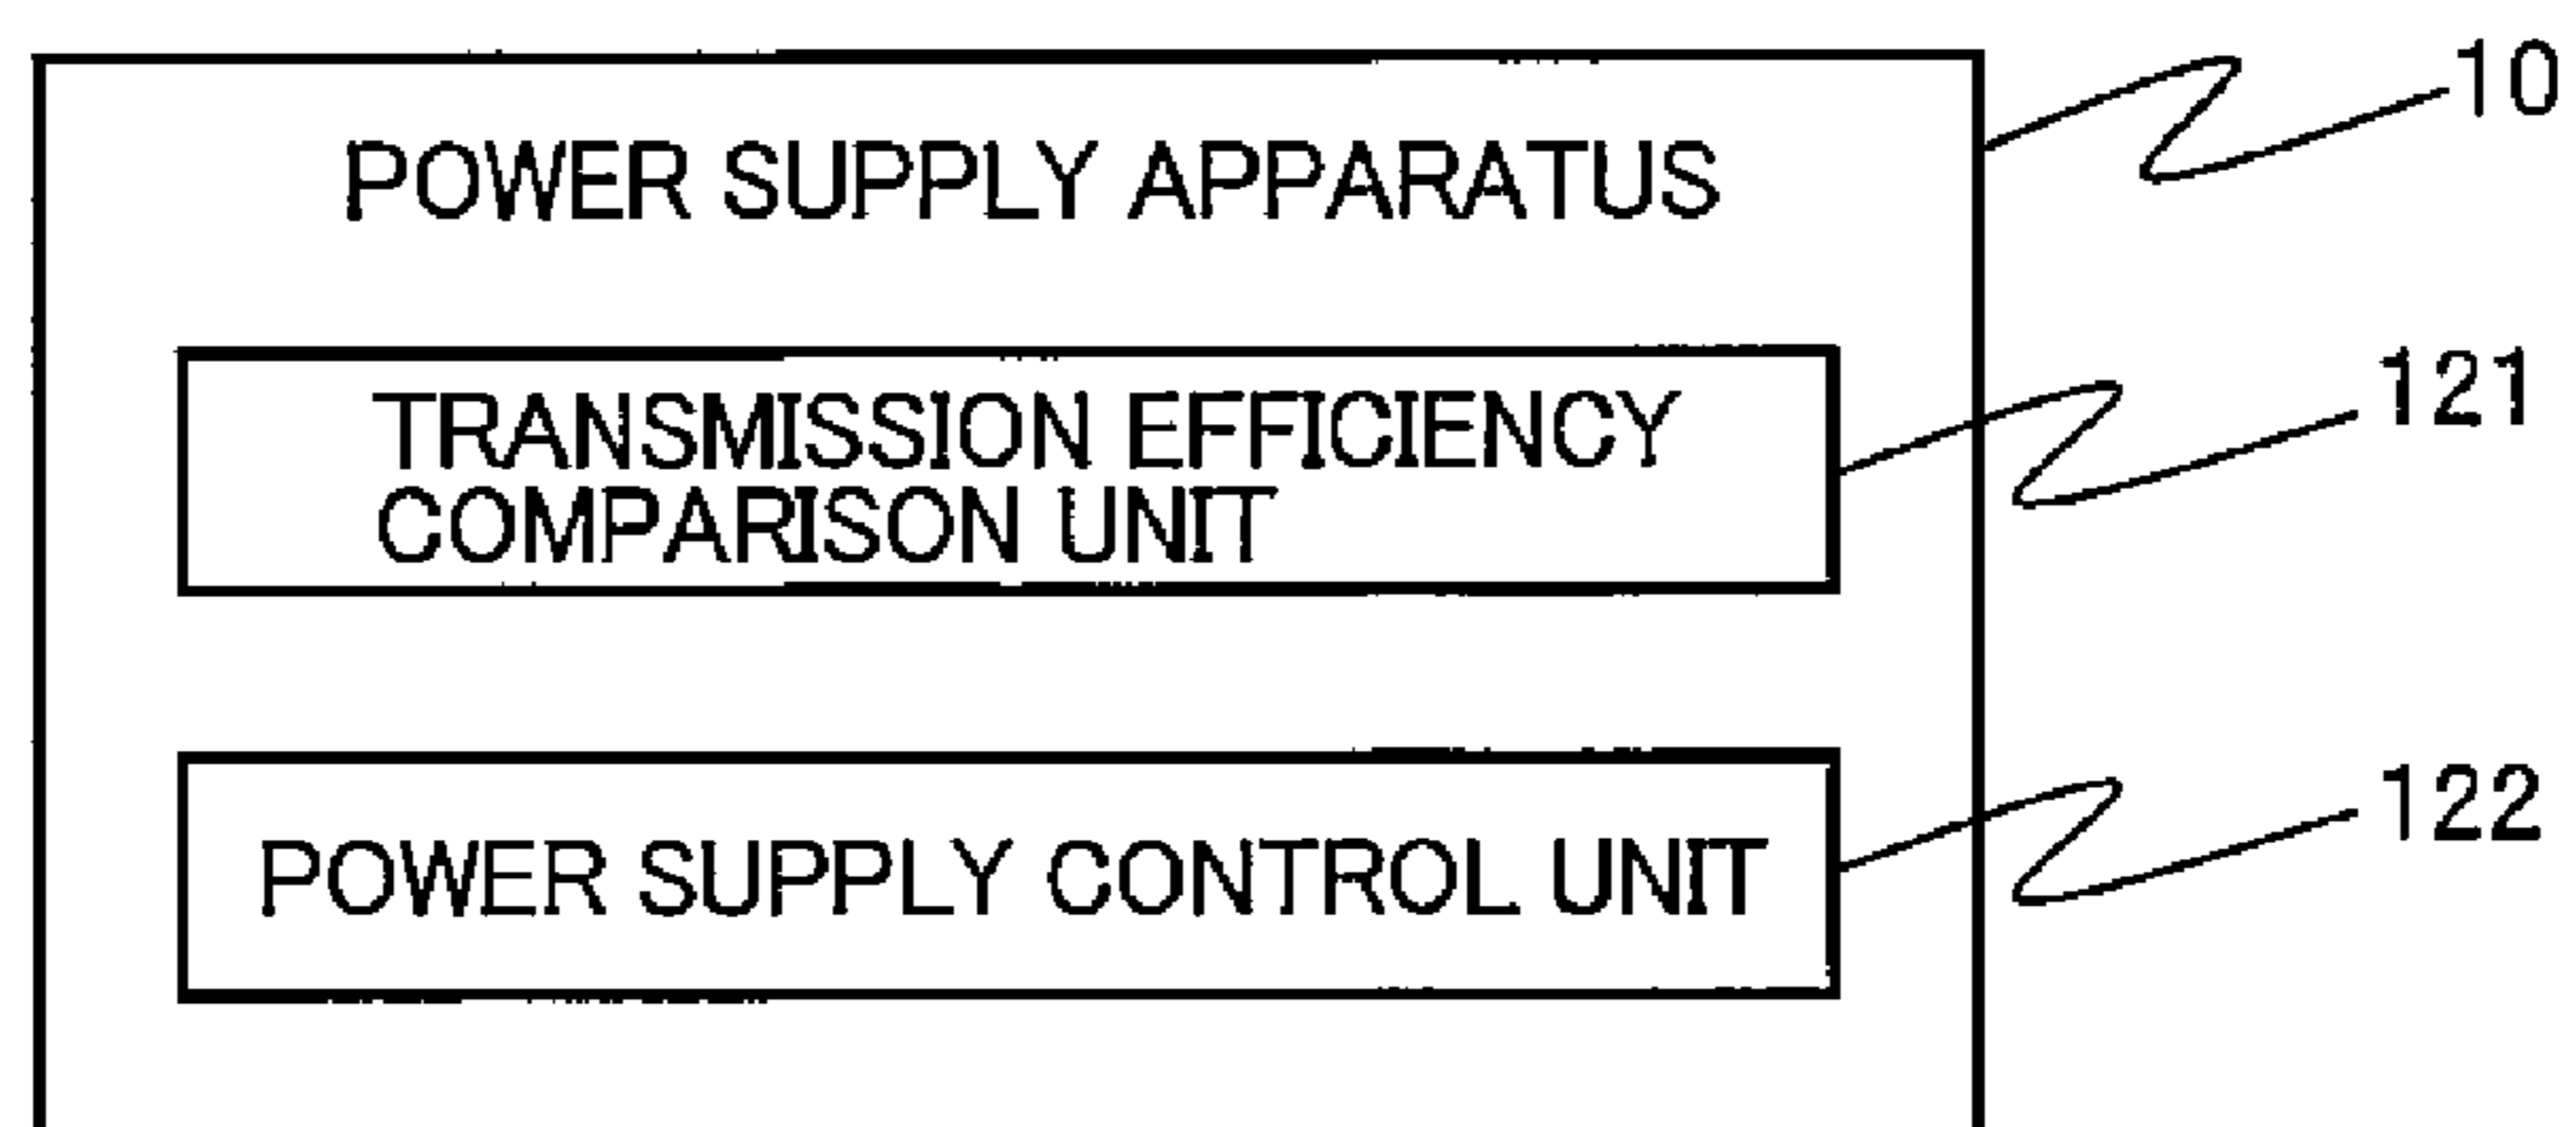 POWER SUPPLY APPARATUS
10
TRANSMISSION EFFICIENCY
COMPARISON UNIT
121
POWER SUPPLY CONTROL UNIT
122